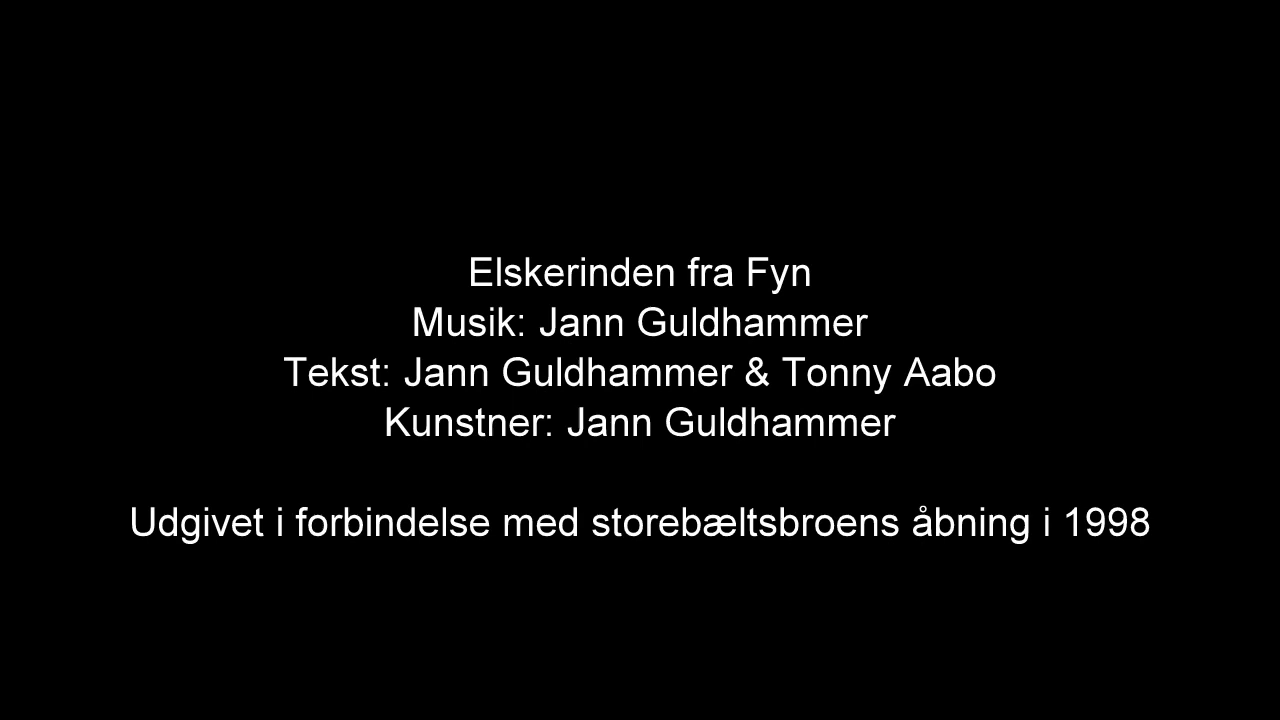 Elskerinden fra Fyn
Musik: Jann Guldhammer
Tekst: Jann Guldhammer & Tonny Aabo
Kunstner: Jann Guldhammer
Udgivet i forbindelse med storebæltsbroens åbning i 1998